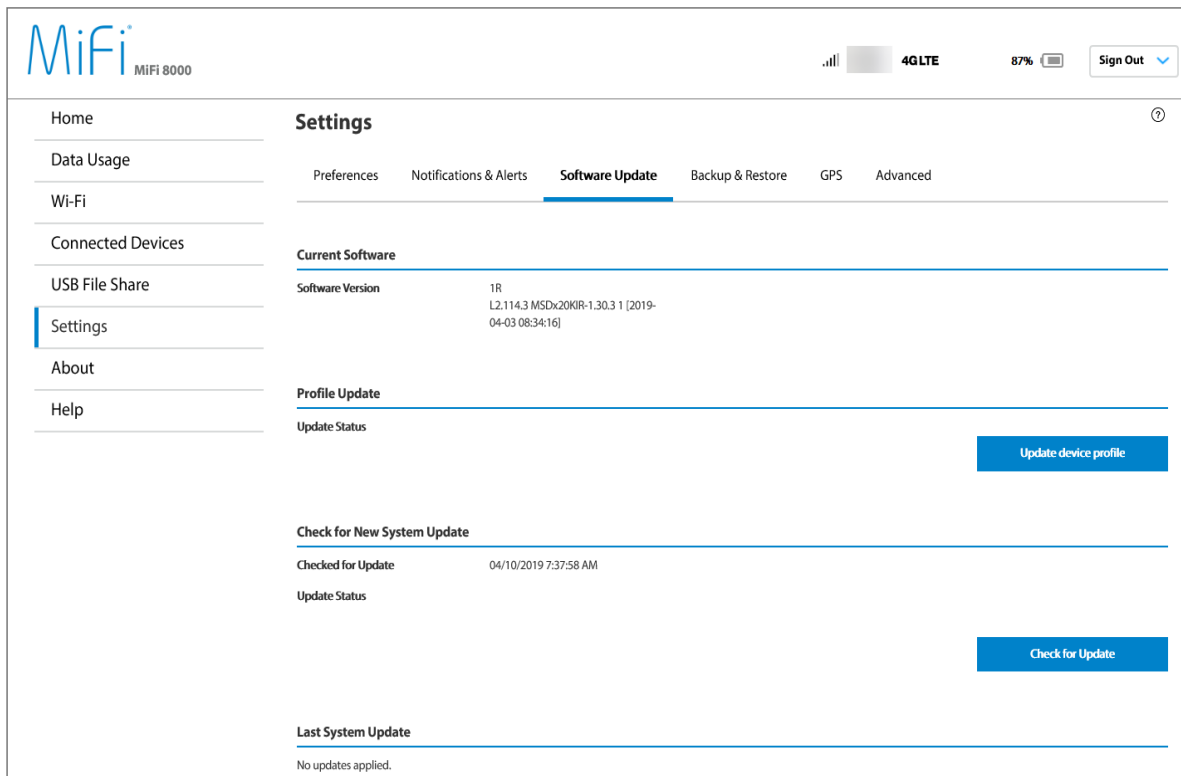 MiFi
MiFi 8000
4G LTE
87%
Sign Out
Home
Data Usage
Wi-Fi
Connected Devices
USB File Share
Settings
About
Help
Settings
?
Preferences Notifications & Alerts Software Update Backup & Restore GPS Advanced
Current Software
Software Version 1R
L2.114.3 MSDx20KIR-1.30.3 1 [2019-
04-03 08:34:16]
Profile Update
Update Status
Update device profile
Check for New System Update
Checked for Update 04/10/2019 7:37:58 AM
Update Status
Check for Update
Last System Update
No updates applied.